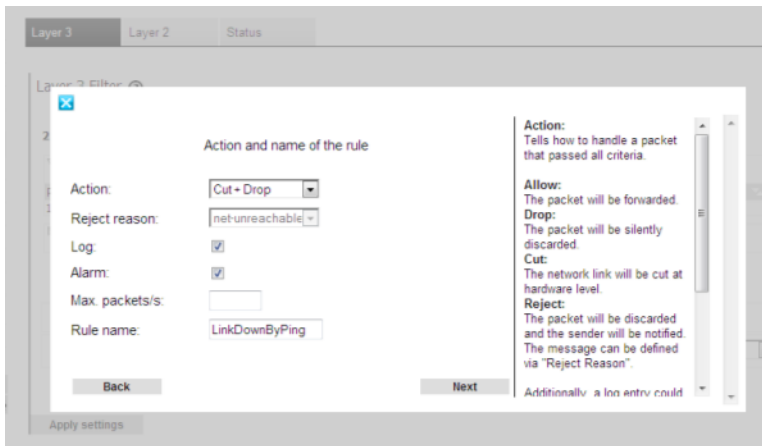 Layer 3 Layer 2 Status
Layer 3 Filter
2
Action and name of the rule
Action: Cut + Drop
Reject reason: net-unreachable
Log:
Alarm:
Max. packets/s:
Rule name: LinkDownByPing
Back Next
Action:
Tells how to handle a packet
that passed all criteria.
Allow:
The packet will be forwarded.
Drop:
The packet will be silently
discarded.
Cut:
The network link will be cut at
hardware level.
Reject:
The packet will be discarded
and the sender will be notified.
The message can be defined
via "Reject Reason".
Additionally, a log entry could
Apply settings